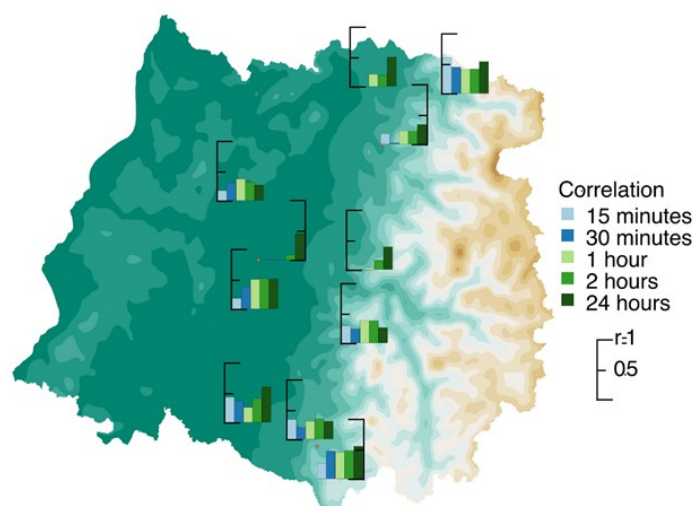 Correlation
15 minutes
30 minutes
1 hour
2 hours
24 hours
r=1
0.5